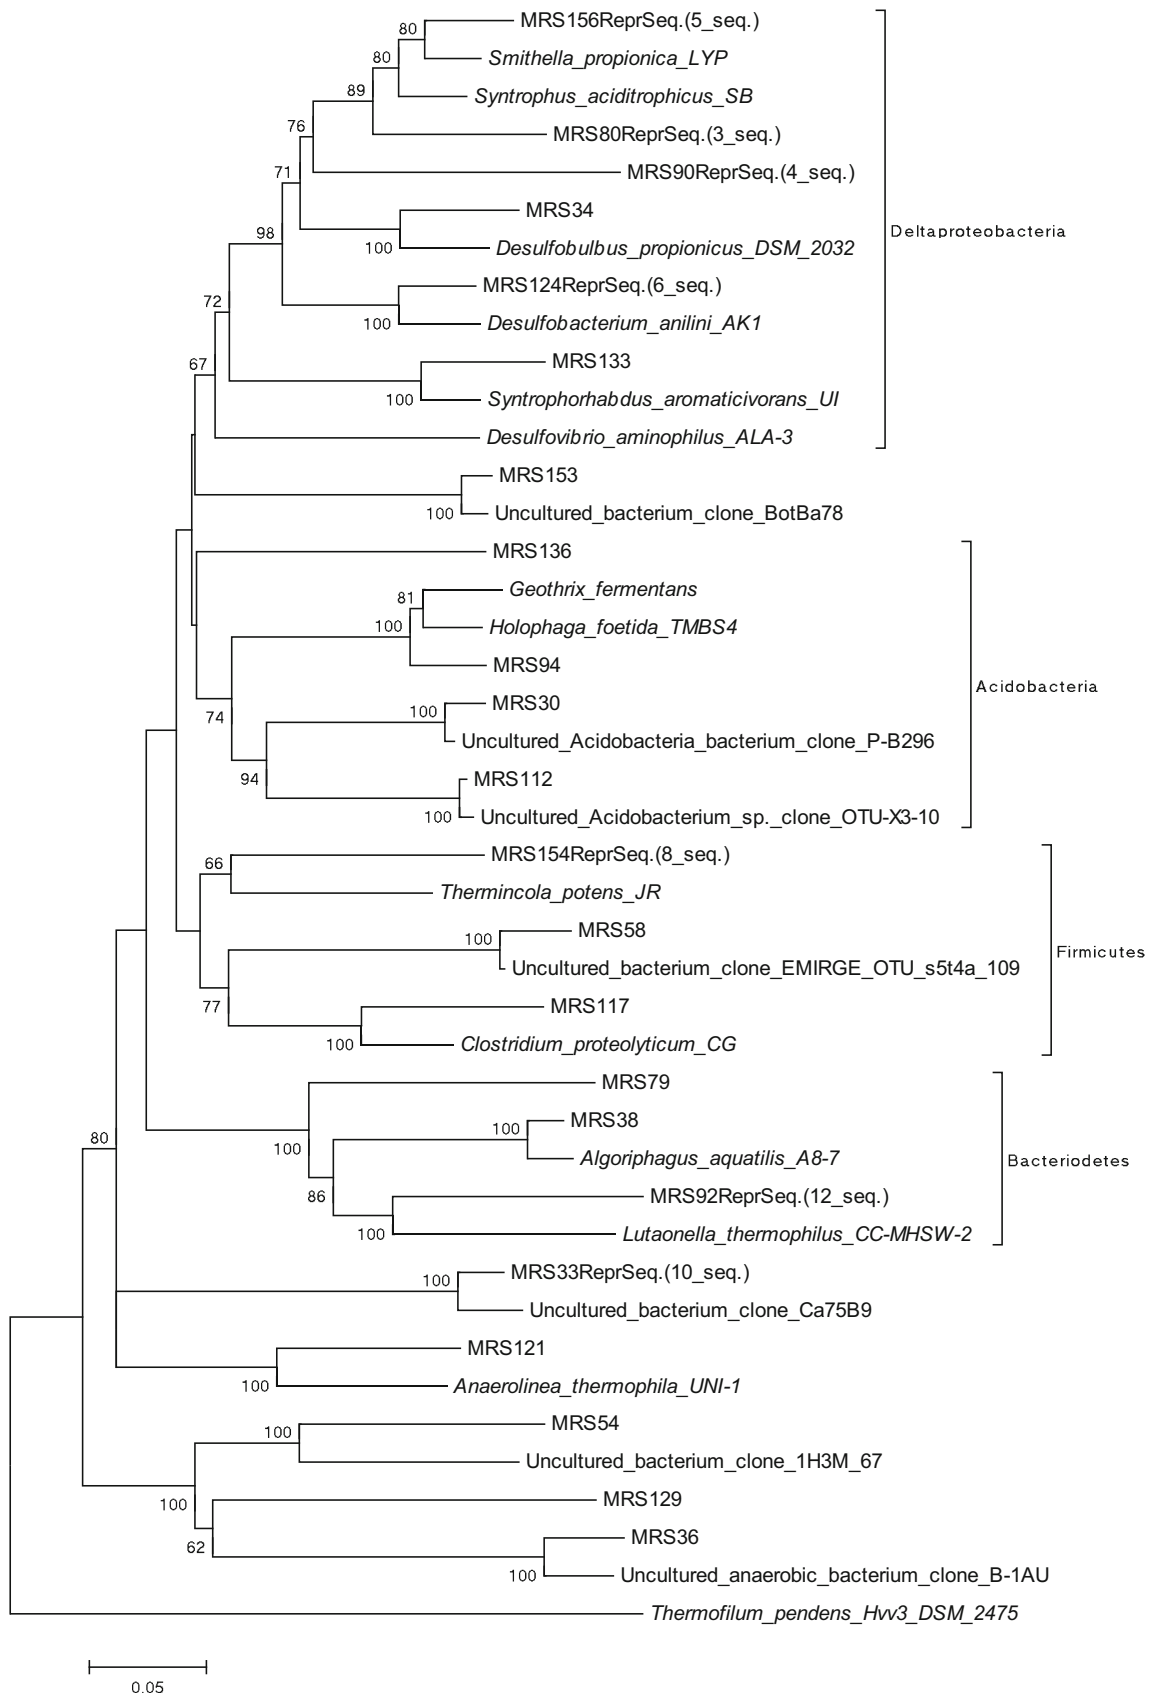 MRS156ReprSeq.(5_seq.)
80
Smithella_propionica_LYP
80
Syntrophus_aciditrophicus_SB
89
MRS80ReprSeq.(3_seq.)
76
MRS90ReprSeq.(4_seq.)
71
MRS34
98
Deltaproteobacteria
100
Desulfobulbus_propionicus_DSM_2032
MRS124ReprSeq.(6_seq.)
72
100
Desulfobacterium_anilini_AK1
MRS133
67
100
Syntrophorhabdus_aromaticivorans_UI
Desulfovibrio_aminophilus_ALA-3
MRS153
100
Uncultured_bacterium_clone_BotBa78
MRS136
Geothrix_fermentans
81
100
Holophaga_foetida_TMBS4
MRS94
Acidobacteria
MRS30
74
100
Uncultured_Acidobacteria_bacterium_clone_P-B296
94
MRS112
100
Uncultured_Acidobacterium_sp._clone_OTU-X3-10
MRS154ReprSeq.(8_seq.)
66
Thermincola_potens_JR
MRS58
100
Firmicutes
Uncultured_bacterium_clone_EMIRGE_OTU_s5t4a_109
77
MRS117
100
Clostridium_proteolyticum_CG
MRS79
MRS38
100
80
100
Algoriphagus_aquatilis_A8-7
Bacteriodetes
86
MRS92ReprSeq.(12_seq.)
100
Lutaonella_thermophilus_CC-MHSW-2
MRS33ReprSeq.(10_seq.)
100
Uncultured_bacterium_clone_Ca75B9
MRS121
100
Anaerolinea_thermophila_UNI-1
MRS54
100
Uncultured_bacterium_clone_1H3M_67
MRS129
100
MRS36
62
100
Uncultured_anaerobic_bacterium_clone_B-1AU
Thermofilum_pendens_Hvv3_DSM_2475
0.05